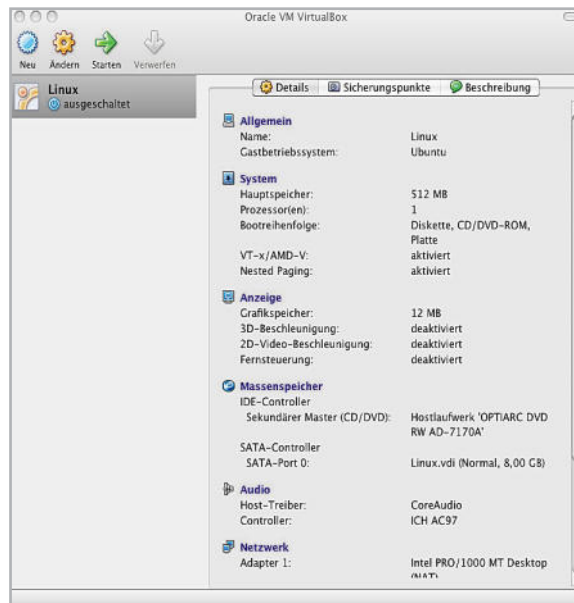 Oracle VM VirtualBox
Neu Ändern Starten Verwerfen
Linux
ausgeschaltet
Details Sicherungspunkte Beschreibung
Allgemein
Name: Linux
Gastbetriebssystem: Ubuntu
System
Hauptspeicher: 512 MB
Prozessor(en): 1
Bootreihenfolge: Diskette, CD/DVD-ROM,
Platte
VT-x/AMD-V: aktiviert
Nested Paging: aktiviert
Anzeige
Grafikspeicher: 12 MB
3D-Beschleunigung: deaktiviert
2D-Video-Beschleunigung: deaktiviert
Fernsteuerung: deaktiviert
Massenspeicher
IDE-Controller
Sekundärer Master (CD/DVD): Hostlaufwerk 'OPTIARC DVD
RW AD-7170A'
SATA-Controller
SATA-Port 0: Linux.vdi (Normal, 8,00 GB)
Audio
Host-Treiber: CoreAudio
Controller: ICH AC97
Netzwerk
Adapter 1: Intel PRO/1000 MT Desktop
(NAT)